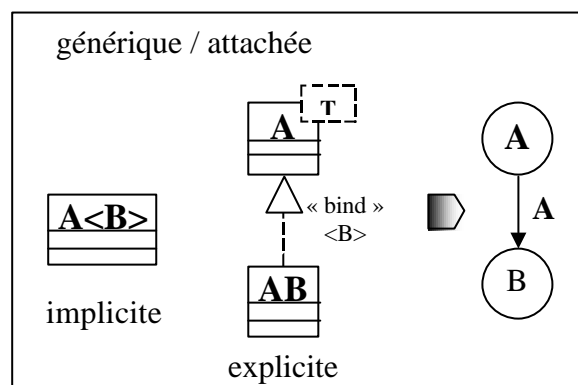 générique / attachée
T
A
A
« bind »
A
A<B>
<B>
B
AB
implicite
explicite